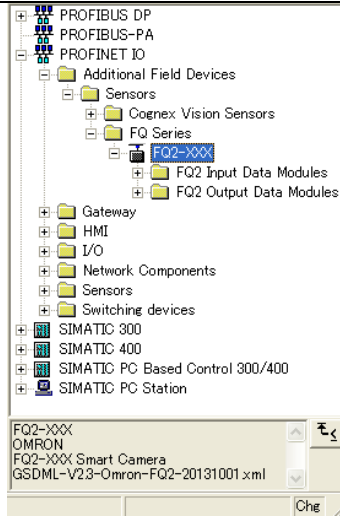 PROFIBUS DP
PROFIBUS-PA
PROFINET IO
Additional Field Devices
Sensors
Cognex Vision Sensors
FQ Series
FQ2-XXX
FQ2 Input Data Modules
FQ2 Output Data Modules
Gateway
HMI
I/O
Network Components
Sensors
Switching devices
SIMATIC 300
SIMATIC 400
SIMATIC PC Based Control 300/400
SIMATIC PC Station
FQ2-XXX
OMRON
FQ2-XXX Smart Camera
GSDML-V2.3-Omron-FQ2-20131001.xml
Chg